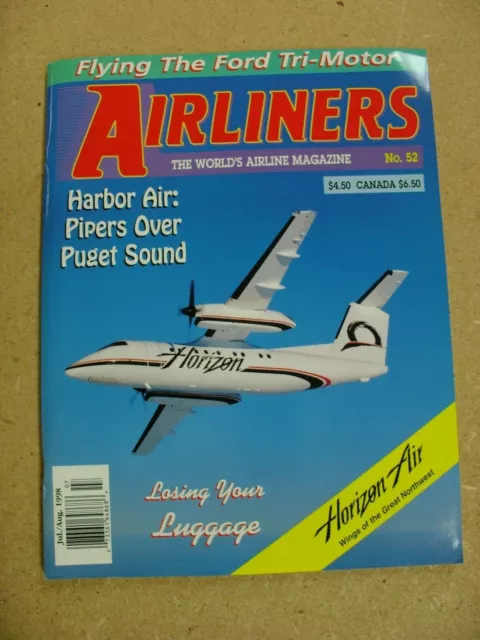 Flying The Ford Tri-Motor
AIRLINERS
THE WORLD'S AIRLINE MAGAZINE
No. 52
$4.50 CANADA $6.50
Harbor Air:
Pipers Over
Puget Sound
Horizon
Losing Your
Luggage
Horizon Air
Wings of the Great Northwest
Jul./Aug. 1998
07